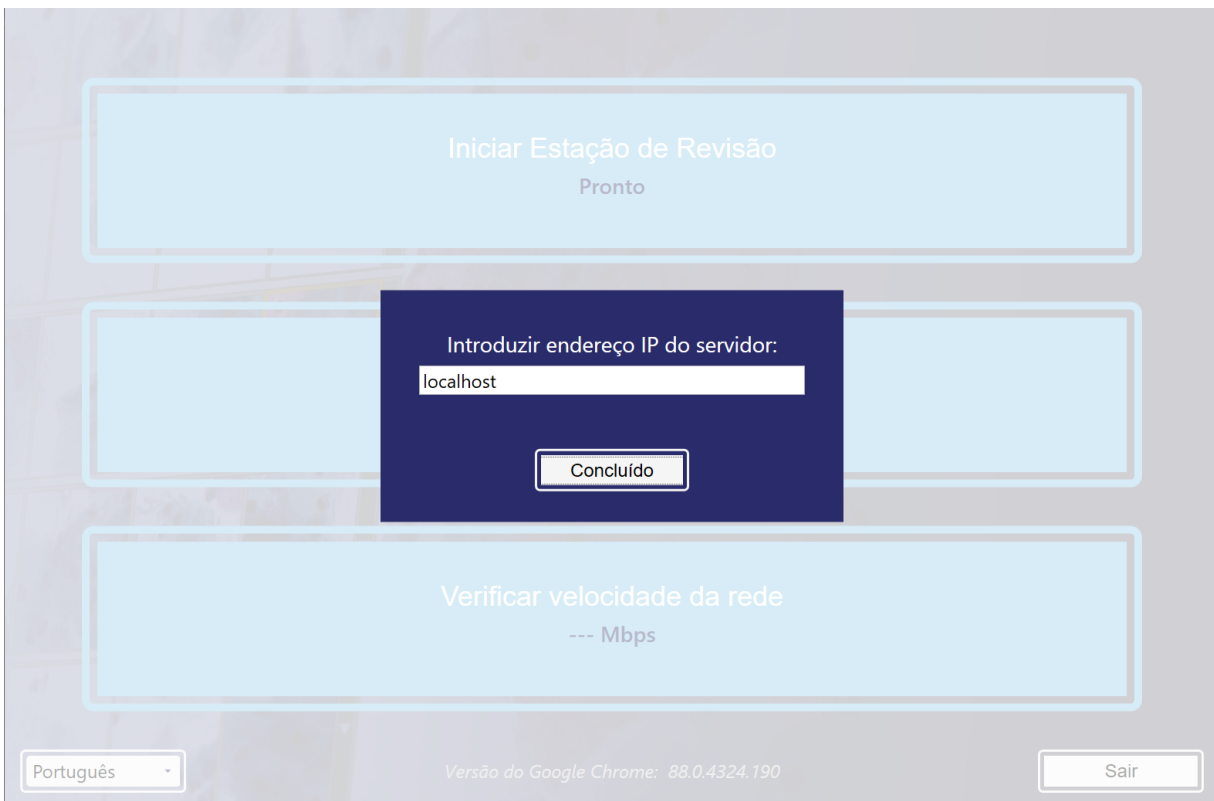 Iniciar Estação de Revisão
Pronto
Introduzir endereço IP do servidor:
localhost
Concluído
Verificar velocidade da rede
--- Mbps
Português
Versão do Google Chrome: 88.0.4324.190
Sair